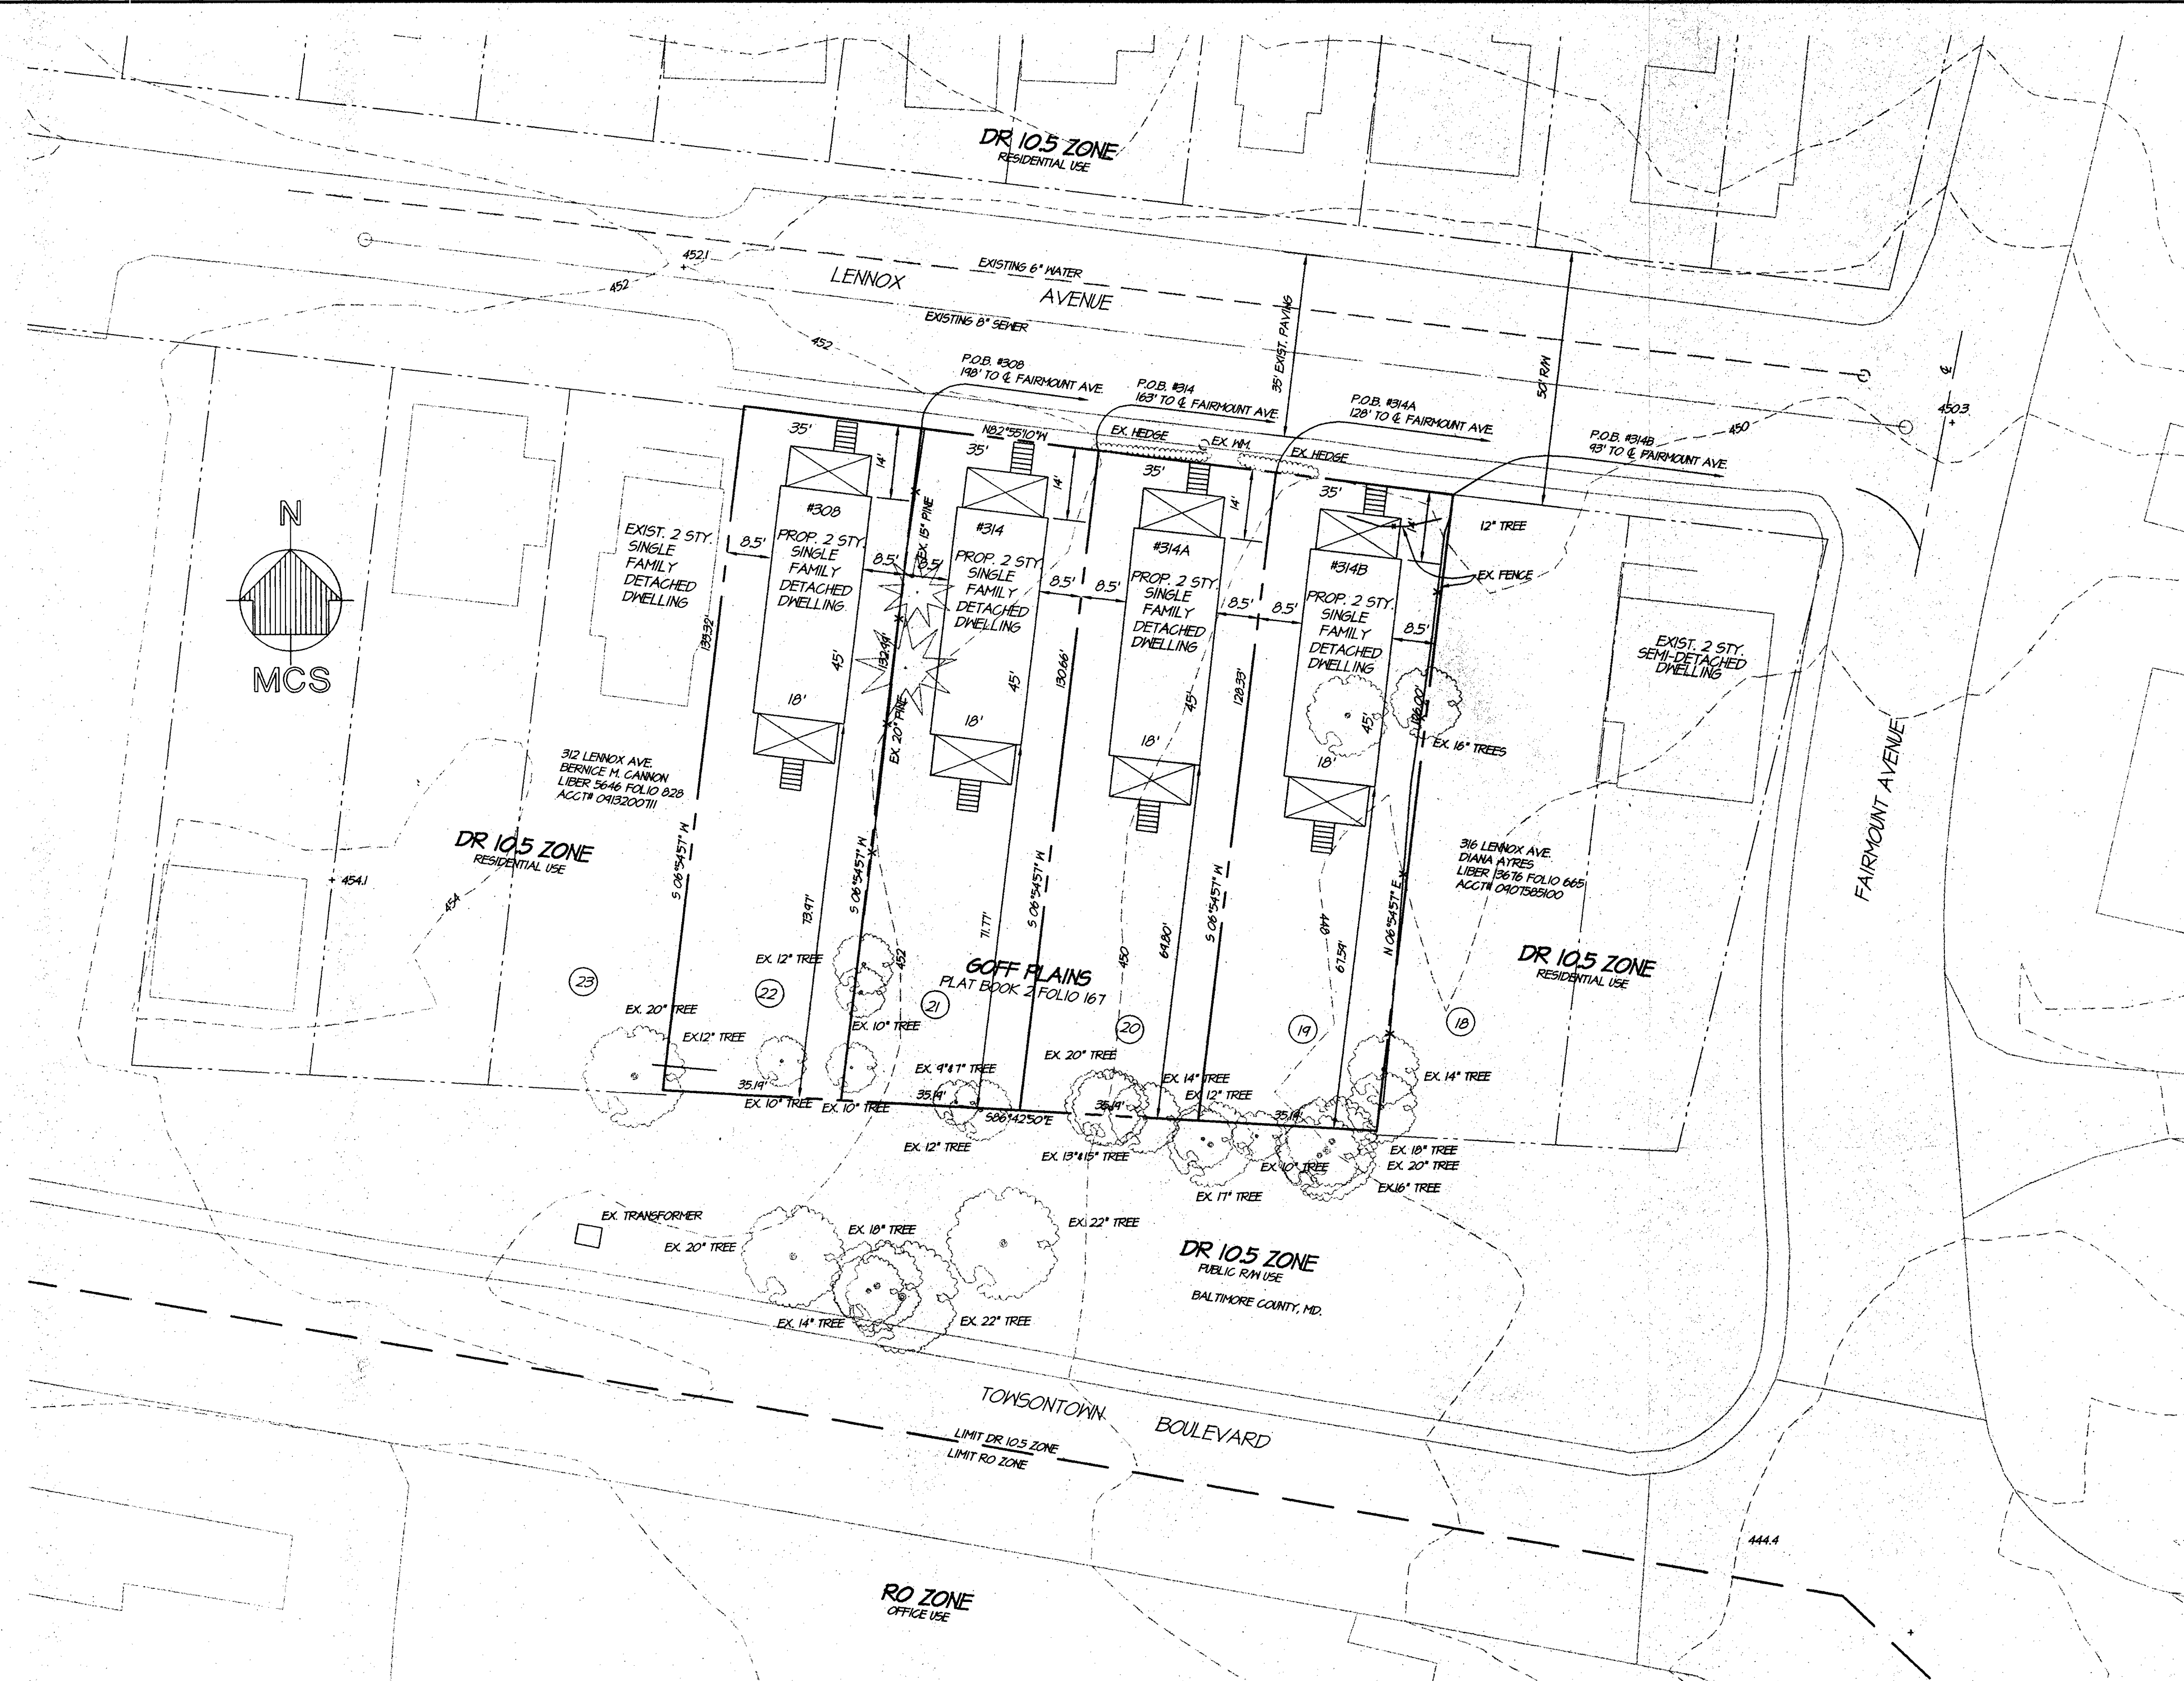 DR 10.5 ZONE
RESIDENTIAL USE
452.1
452
LENNOX AVENUE
EXISTING 6" WATER
EXISTING 8" SEWER
452
35' EXIST. PAVING
50' R/W
℄
450.3
450
P.O.B. #308
198' TO ℄ FAIRMOUNT AVE.
P.O.B. #314
163' TO ℄ FAIRMOUNT AVE.
P.O.B. #314A
128' TO ℄ FAIRMOUNT AVE.
P.O.B. #314B
93' TO ℄ FAIRMOUNT AVE.
N82°55'10"W
EX. HEDGE
EX. WM.
EX. HEDGE
35'
35'
35'
35'
14'
14'
14'
14'
12" TREE
EX. FENCE
N
MCS
EXIST. 2 STY.
SINGLE
FAMILY
DETACHED
DWELLING
#308
PROP. 2 STY.
SINGLE
FAMILY
DETACHED
DWELLING
#314
PROP. 2 STY.
SINGLE
FAMILY
DETACHED
DWELLING
#314A
PROP. 2 STY.
SINGLE
FAMILY
DETACHED
DWELLING
#314B
PROP. 2 STY.
SINGLE
FAMILY
DETACHED
DWELLING
8.5'
8.5'
8.5'
8.5'
8.5'
8.5'
8.5'
8.5'
EX. 15" PINE
EX. 20" PINE
132.99'
130.66'
128.33'
126.00'
45'
45'
45'
45'
18'
18'
18'
18'
EX. 16" TREES
EXIST. 2 STY.
SEMI-DETACHED
DWELLING
FAIRMOUNT AVENUE
312 LENNOX AVE.
BERNICE M. CANNON
LIBER 5646 FOLIO 828
ACCT# 0913200711
DR 10.5 ZONE
RESIDENTIAL USE
454.1
454
316 LENNOX AVE.
DIANA AYRES
LIBER 13676 FOLIO 665
ACCT# 0907585100
DR 10.5 ZONE
RESIDENTIAL USE
S 06°54'57" W
S 06°54'57" W
S 06°54'57" W
S 06°54'57" W
N 06°54'57" E
73.97'
71.77'
64.80'
67.59'
452
450
448
GOFF PLAINS
PLAT BOOK 2 FOLIO 167
23
22
21
20
19
18
EX. 12" TREE
EX. 20" TREE
EX.12" TREE
EX. 10" TREE
EX. 9"&7" TREE
EX. 20" TREE
EX. 14" TREE
EX. 12" TREE
EX. 14" TREE
35.19'
35.19'
35.19'
35.19'
EX. 10" TREE
EX. 10" TREE
S86°42'50"E
EX. 12" TREE
EX. 13"&15" TREE
EX. 10" TREE
EX. 17" TREE
EX. 18" TREE
EX. 20" TREE
EX.16" TREE
EX. TRANSFORMER
EX. 20" TREE
EX. 18" TREE
EX. 22" TREE
EX. 14" TREE
EX. 22" TREE
DR 10.5 ZONE
PUBLIC R/W USE
BALTIMORE COUNTY, MD.
TOWSONTOWN BOULEVARD
LIMIT DR 10.5 ZONE
LIMIT RO ZONE
444.4
RO ZONE
OFFICE USE